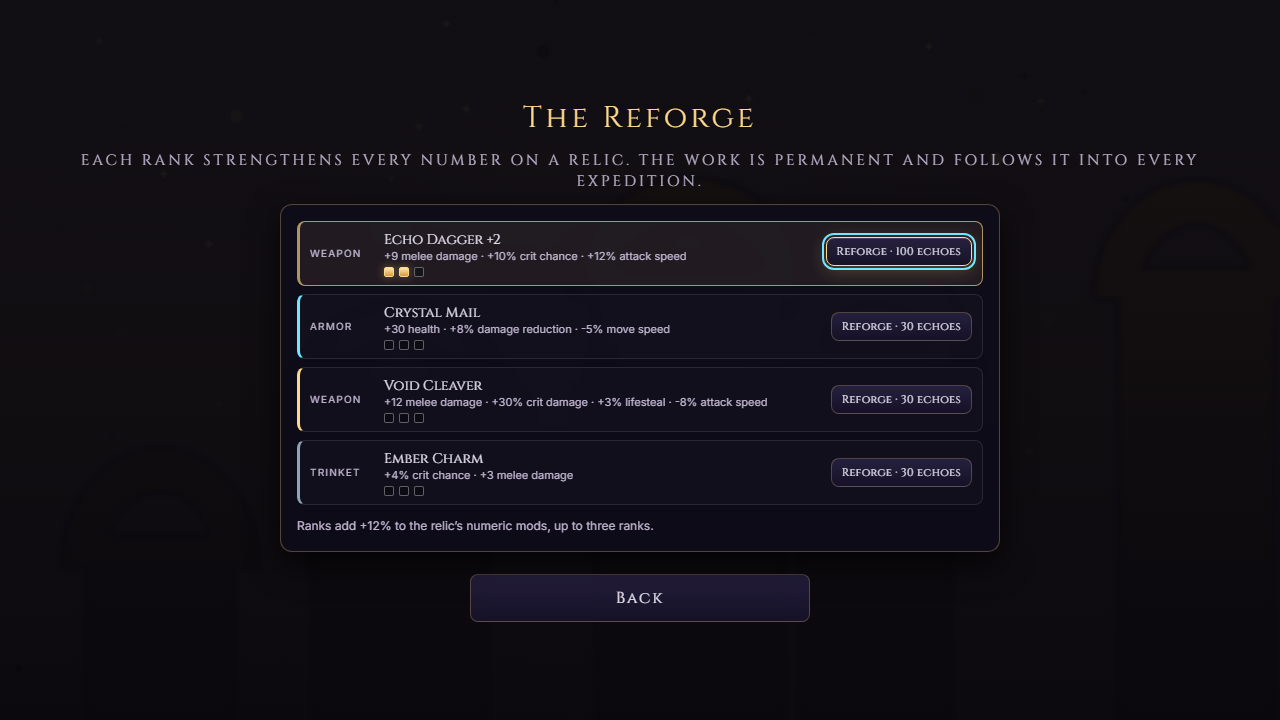 The Reforge
Each rank strengthens every number on a relic. The work is permanent and follows it into every
expedition.
WEAPON
Echo Dagger +2
+9 melee damage · +10% crit chance · +12% attack speed
Reforge · 100 echoes
ARMOR
Crystal Mail
+30 health · +8% damage reduction · -5% move speed
Reforge · 30 echoes
WEAPON
Void Cleaver
+12 melee damage · +30% crit damage · +3% lifesteal · -8% attack speed
Reforge · 30 echoes
TRINKET
Ember Charm
+4% crit chance · +3 melee damage
Reforge · 30 echoes
Ranks add +12% to the relic’s numeric mods, up to three ranks.
Back